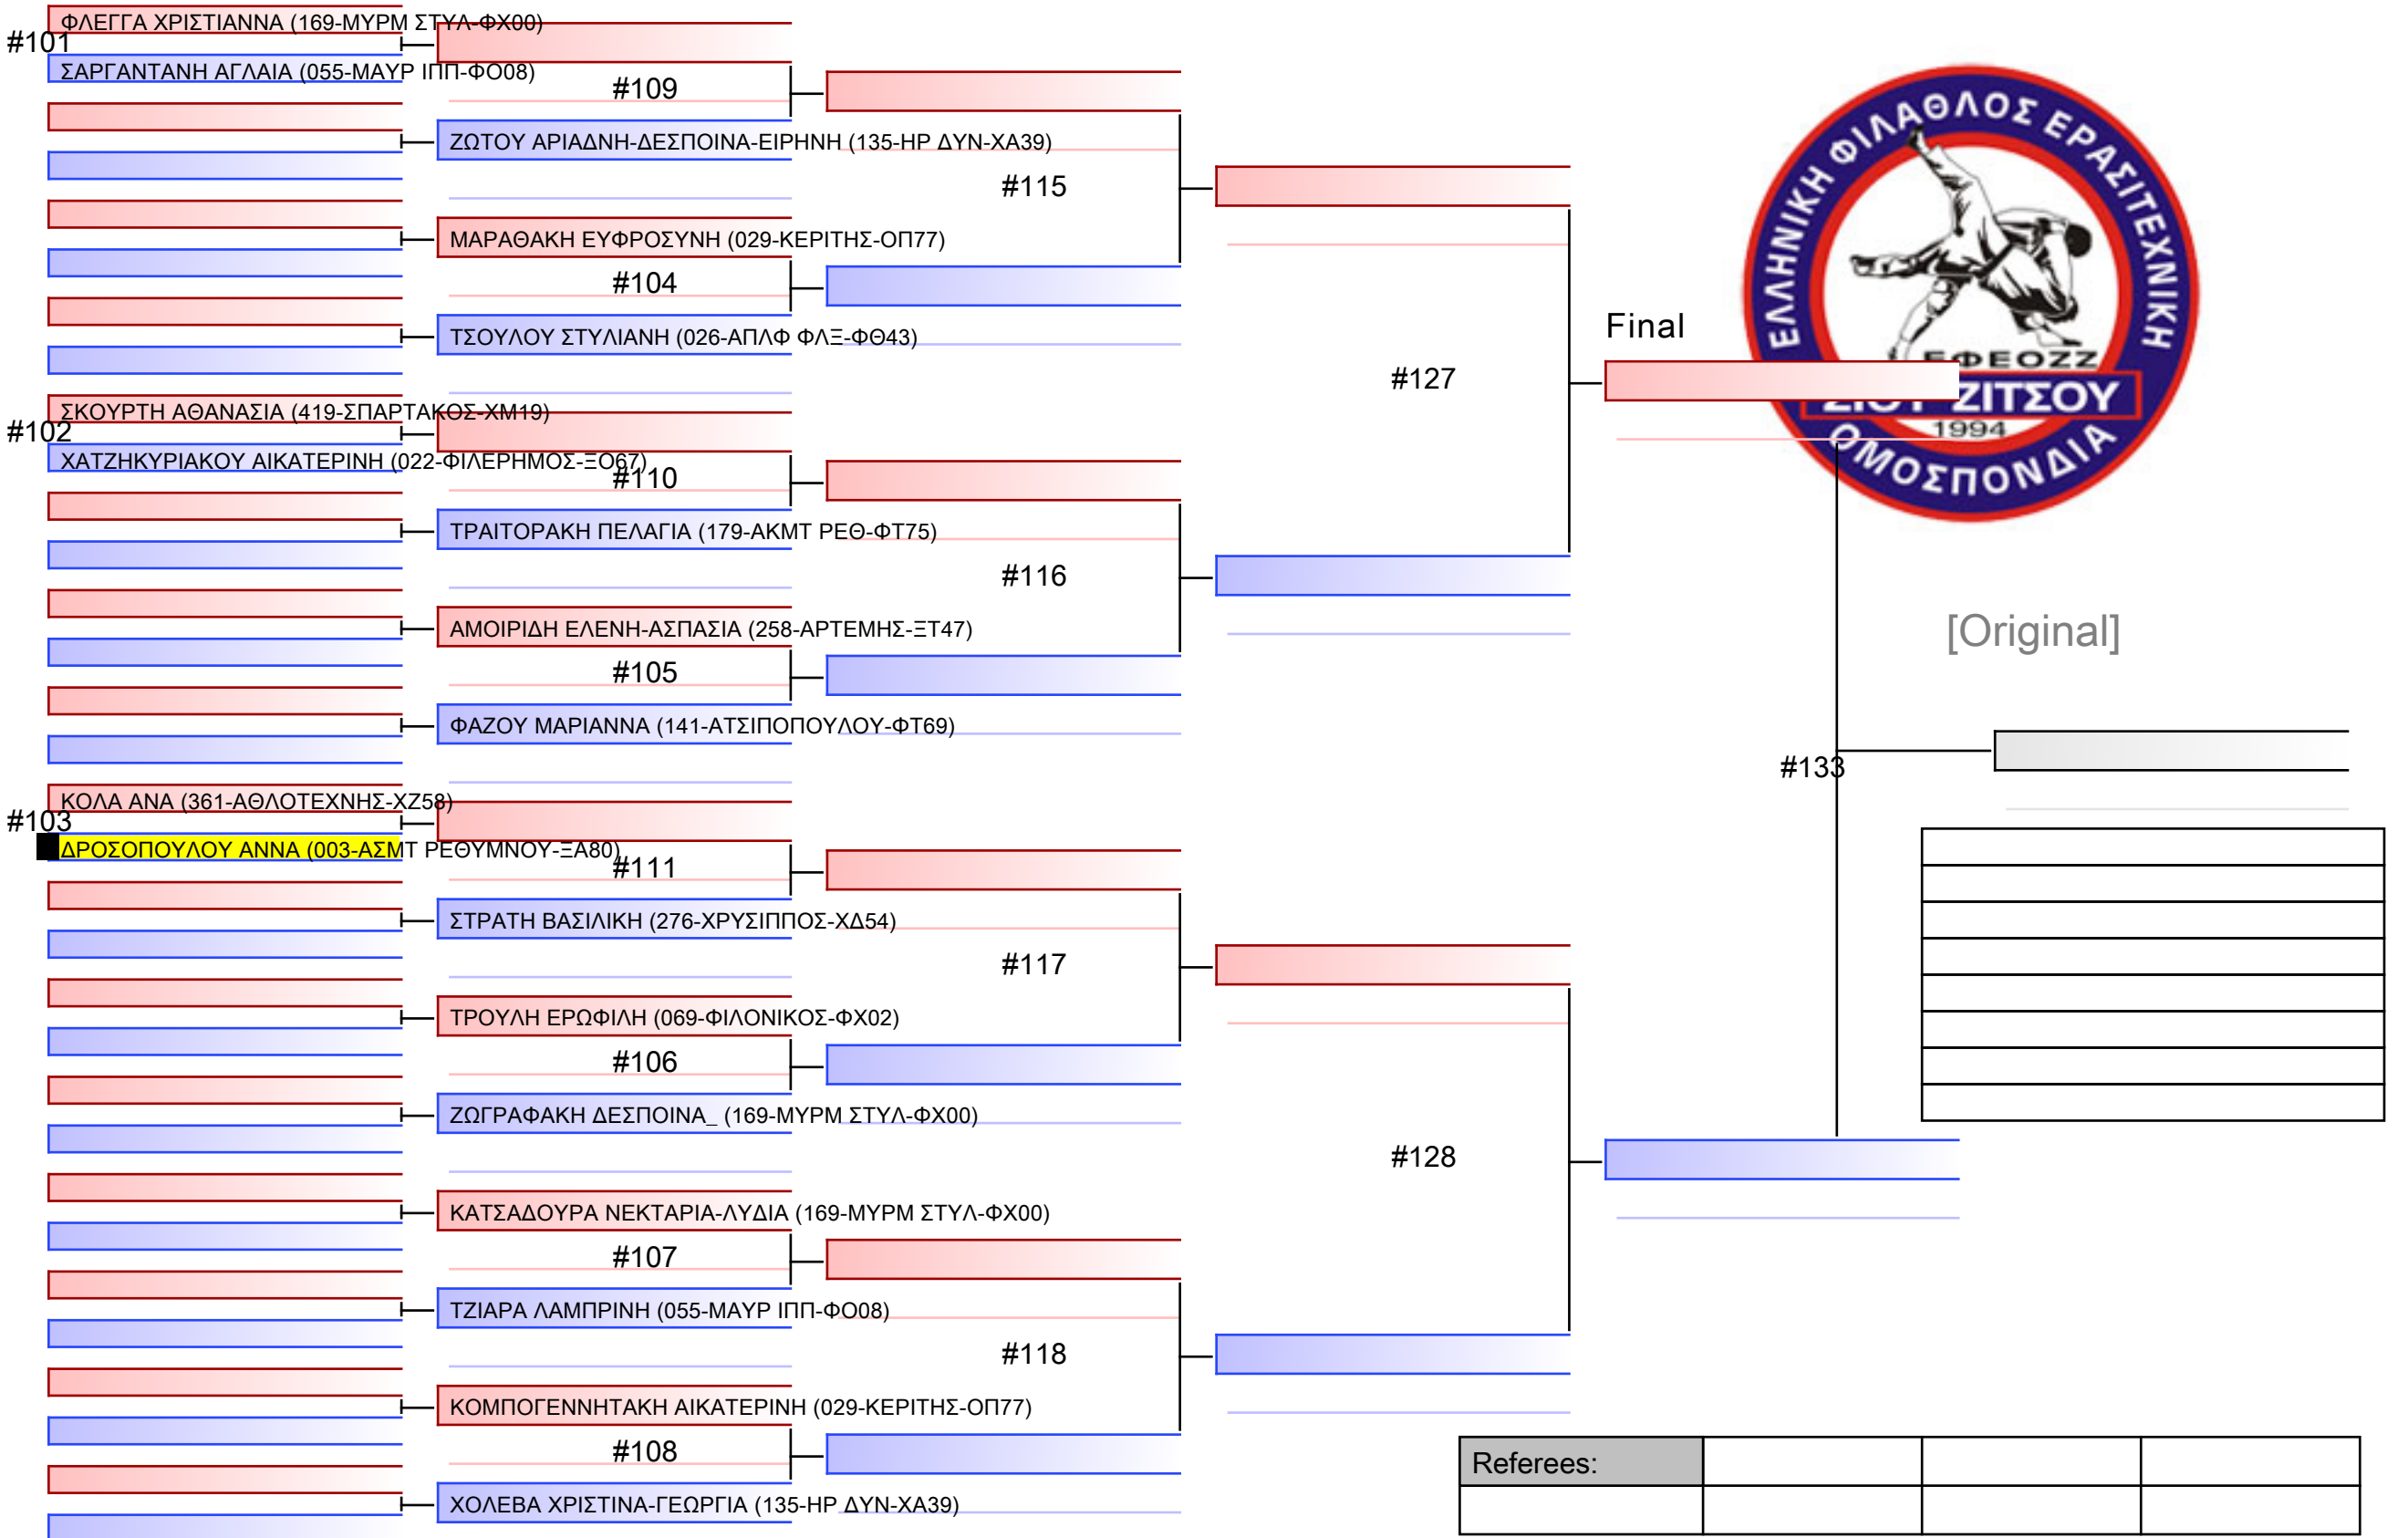 ΦΛΕΓΓΑ ΧΡΙΣΤΙΑΝΝΑ (169-ΜΥΡΜ ΣΤΥΛ-ΦΧ00)
#101
ΣΑΡΓΑΝΤΑΝΗ ΑΓΛΑΙΑ (055-ΜΑΥΡ ΙΠΠ-ΦΟ08)
#109
ΖΩΤΟΥ ΑΡΙΑΔΝΗ-ΔΕΣΠΟΙΝΑ-ΕΙΡΗΝΗ (135-ΗΡ ΔΥΝ-ΧΑ39)
#115
ΜΑΡΑΘΑΚΗ ΕΥΦΡΟΣΥΝΗ (029-ΚΕΡΙΤΗΣ-ΟΠ77)
#104
ΤΣΟΥΛΟΥ ΣΤΥΛΙΑΝΗ (026-ΑΠΛΦ ΦΛΞ-ΦΘ43)
#127
ΣΚΟΥΡΤΗ ΑΘΑΝΑΣΙΑ (419-ΣΠΑΡΤΑΚΟΣ-ΧΜ19)
#102
ΧΑΤΖΗΚΥΡΙΑΚΟΥ ΑΙΚΑΤΕΡΙΝΗ (022-ΦΙΛΕΡΗΜΟΣ-ΞΟ67)
#110
ΤΡΑΙΤΟΡΑΚΗ ΠΕΛΑΓΙΑ (179-ΑΚΜΤ ΡΕΘ-ΦΤ75)
#116
ΑΜΟΙΡΙΔΗ ΕΛΕΝΗ-ΑΣΠΑΣΙΑ (258-ΑΡΤΕΜΗΣ-ΞΤ47)
#105
ΦΑΖΟΥ ΜΑΡΙΑΝΝΑ (141-ΑΤΣΙΠΟΠΟΥΛΟΥ-ΦΤ69)
ΚΟΛΑ ΑΝΑ (361-ΑΘΛΟΤΕΧΝΗΣ-ΧΖ58)
#103
ΔΡΟΣΟΠΟΥΛΟΥ ΑΝΝΑ (003-ΑΣΜΤ ΡΕΘΥΜΝΟΥ-ΞΑ80)
#111
ΣΤΡΑΤΗ ΒΑΣΙΛΙΚΗ (276-ΧΡΥΣΙΠΠΟΣ-ΧΔ54)
#117
ΤΡΟΥΛΗ ΕΡΩΦΙΛΗ (069-ΦΙΛΟΝΙΚΟΣ-ΦΧ02)
#106
ΖΩΓΡΑΦΑΚΗ ΔΕΣΠΟΙΝΑ_ (169-ΜΥΡΜ ΣΤΥΛ-ΦΧ00)
#128
ΚΑΤΣΑΔΟΥΡΑ ΝΕΚΤΑΡΙΑ-ΛΥΔΙΑ (169-ΜΥΡΜ ΣΤΥΛ-ΦΧ00)
#107
ΤΖΙΑΡΑ ΛΑΜΠΡΙΝΗ (055-ΜΑΥΡ ΙΠΠ-ΦΟ08)
#118
ΚΟΜΠΟΓΕΝΝΗΤΑΚΗ ΑΙΚΑΤΕΡΙΝΗ (029-ΚΕΡΙΤΗΣ-ΟΠ77)
#108
ΧΟΛΕΒΑ ΧΡΙΣΤΙΝΑ-ΓΕΩΡΓΙΑ (135-ΗΡ ΔΥΝ-ΧΑ39)
ΕΛΛΗΝΙΚΗ ΦΙΛΑΘΛΟΣ ΕΡΑΣΙΤΕΧΝΙΚΗ
Final
ΕΦΕΟΖΖ
ΖΙΤΣΟΥ
1994
ΟΜΟΣΠΟΝΔΙΑ
[Original]
#133
Referees: